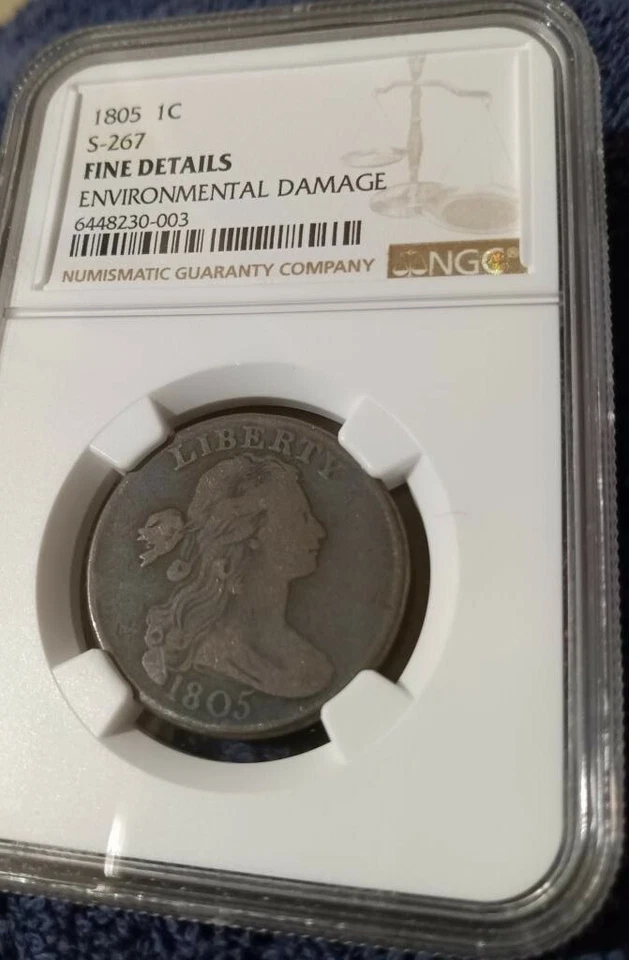 1805 1C
S-267
FINE DETAILS
ENVIRONMENTAL DAMAGE
6448230-003
NUMISMATIC GUARANTY COMPANY
NGC®
LIBERTY
1805